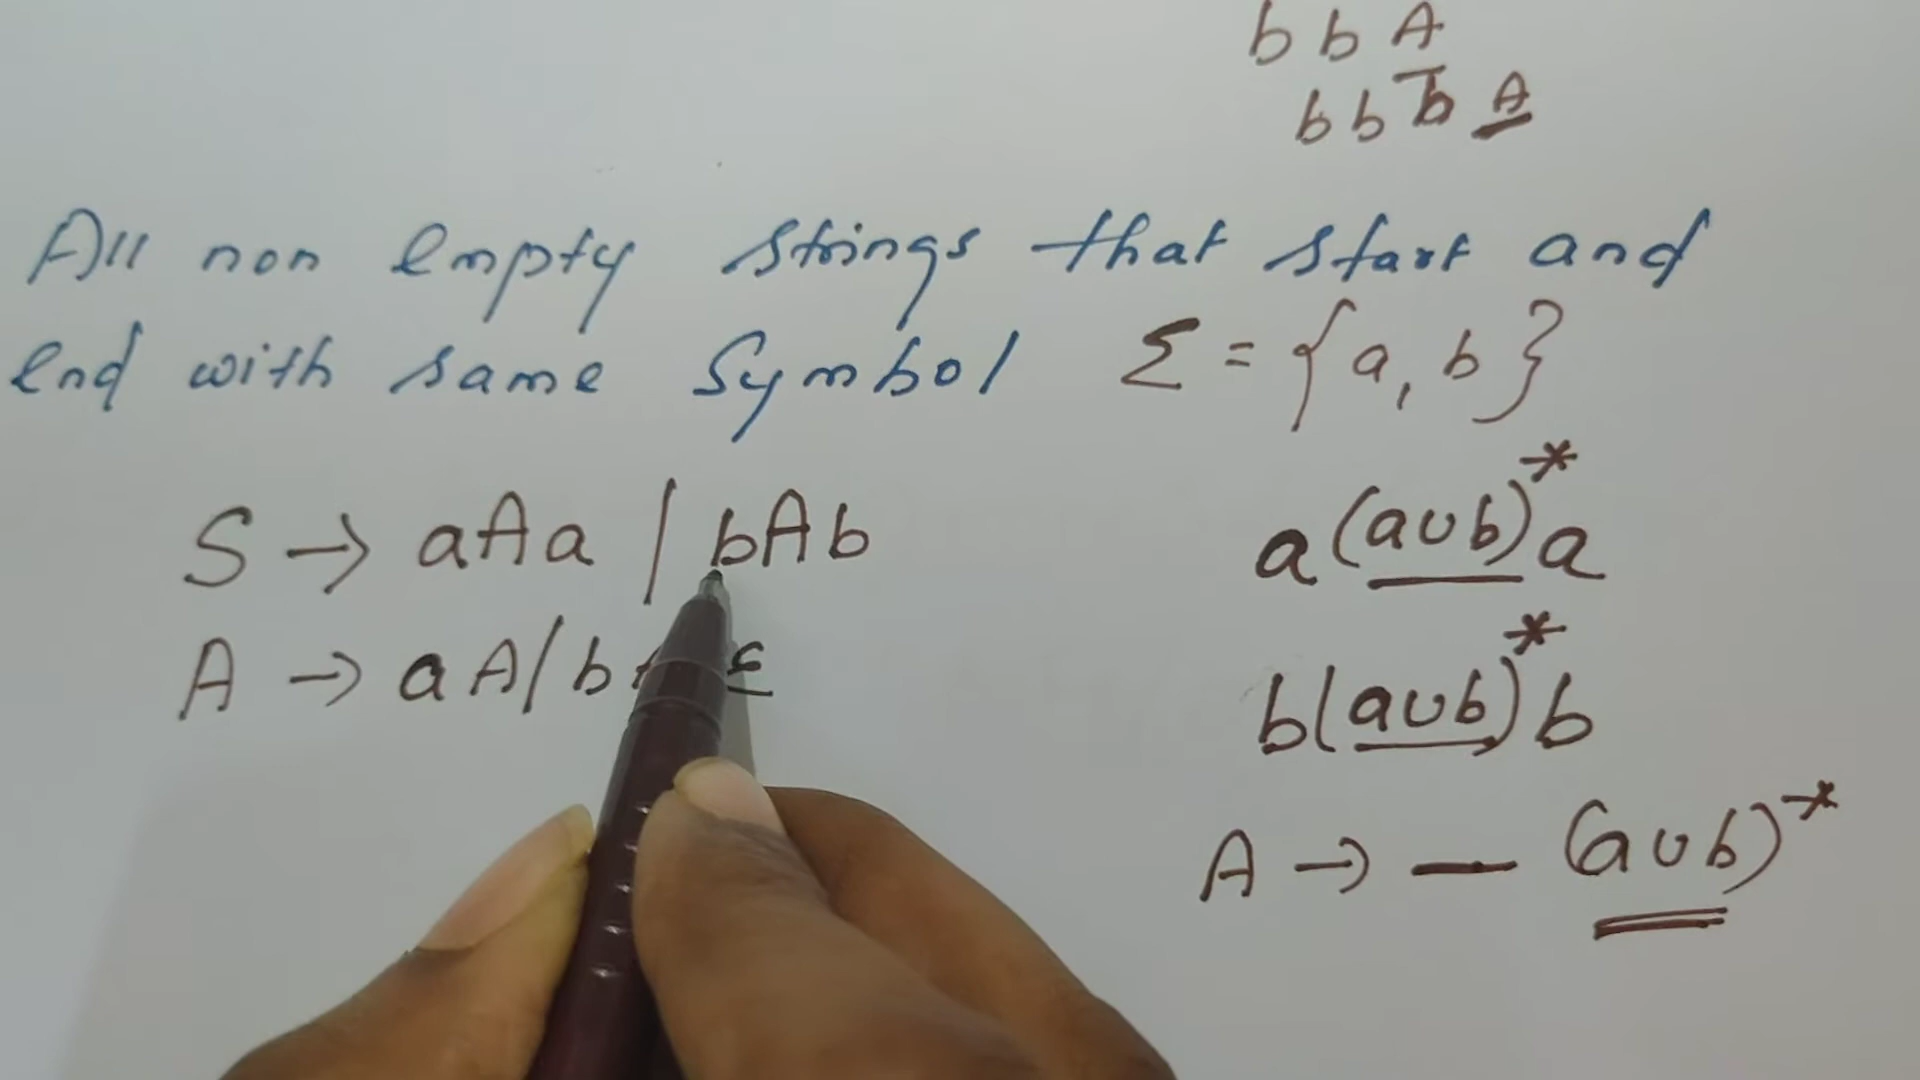 b b A
b b b A
All non empty strings that start and
end with same Symbol Σ = {a, b}
S → aAa / bAb
a(a∪b)*a
A → aA/b ε
b(a∪b)*b
A → — (a∪b)*